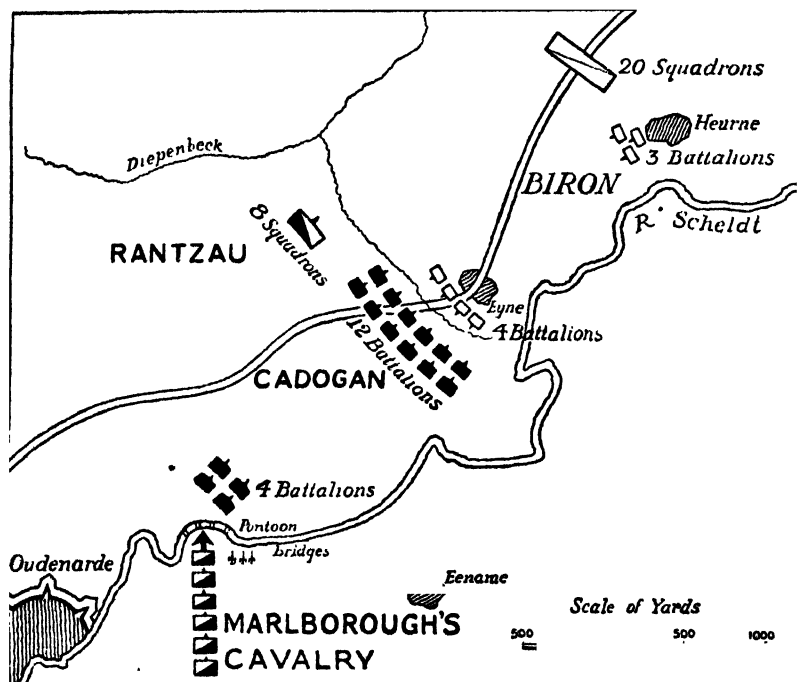 20 Squadrons
Heurne
3 Battalions
Diepenbeck
BIRON
R. Scheldt
8 Squadrons
RANTZAU
Eyne
4 Battalions
12 Battalions
CADOGAN
4 Battalions
Puntoon
Bridges
Oudenarde
Eename
MARLBOROUGH'S
CAVALRY
Scale of Yards
500 500 1000